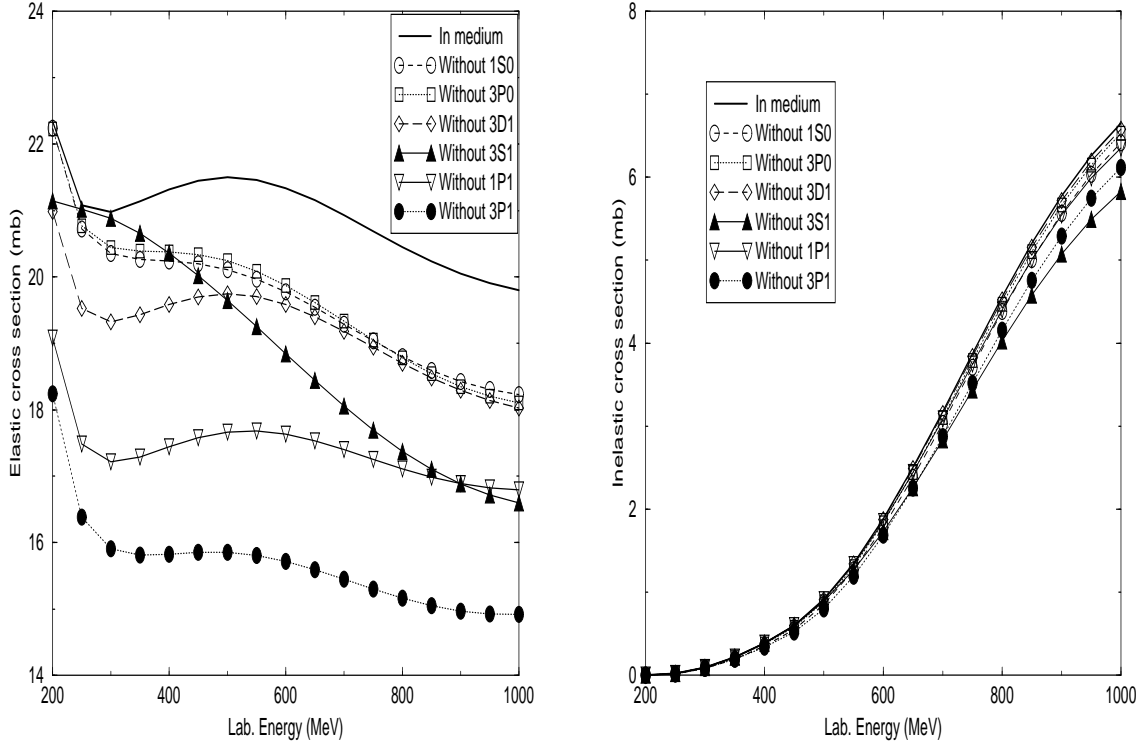 24
22
20
18
16
14
Elastic cross section (mb)
200
400
600
800
1000
Lab. Energy (MeV)
In medium
Without 1S0
Without 3P0
Without 3D1
Without 3S1
Without 1P1
Without 3P1
8
6
4
2
0
Inelastic cross section (mb)
200
400
600
800
1000
Lab. Energy (MeV)
In medium
Without 1S0
Without 3P0
Without 3D1
Without 3S1
Without 1P1
Without 3P1